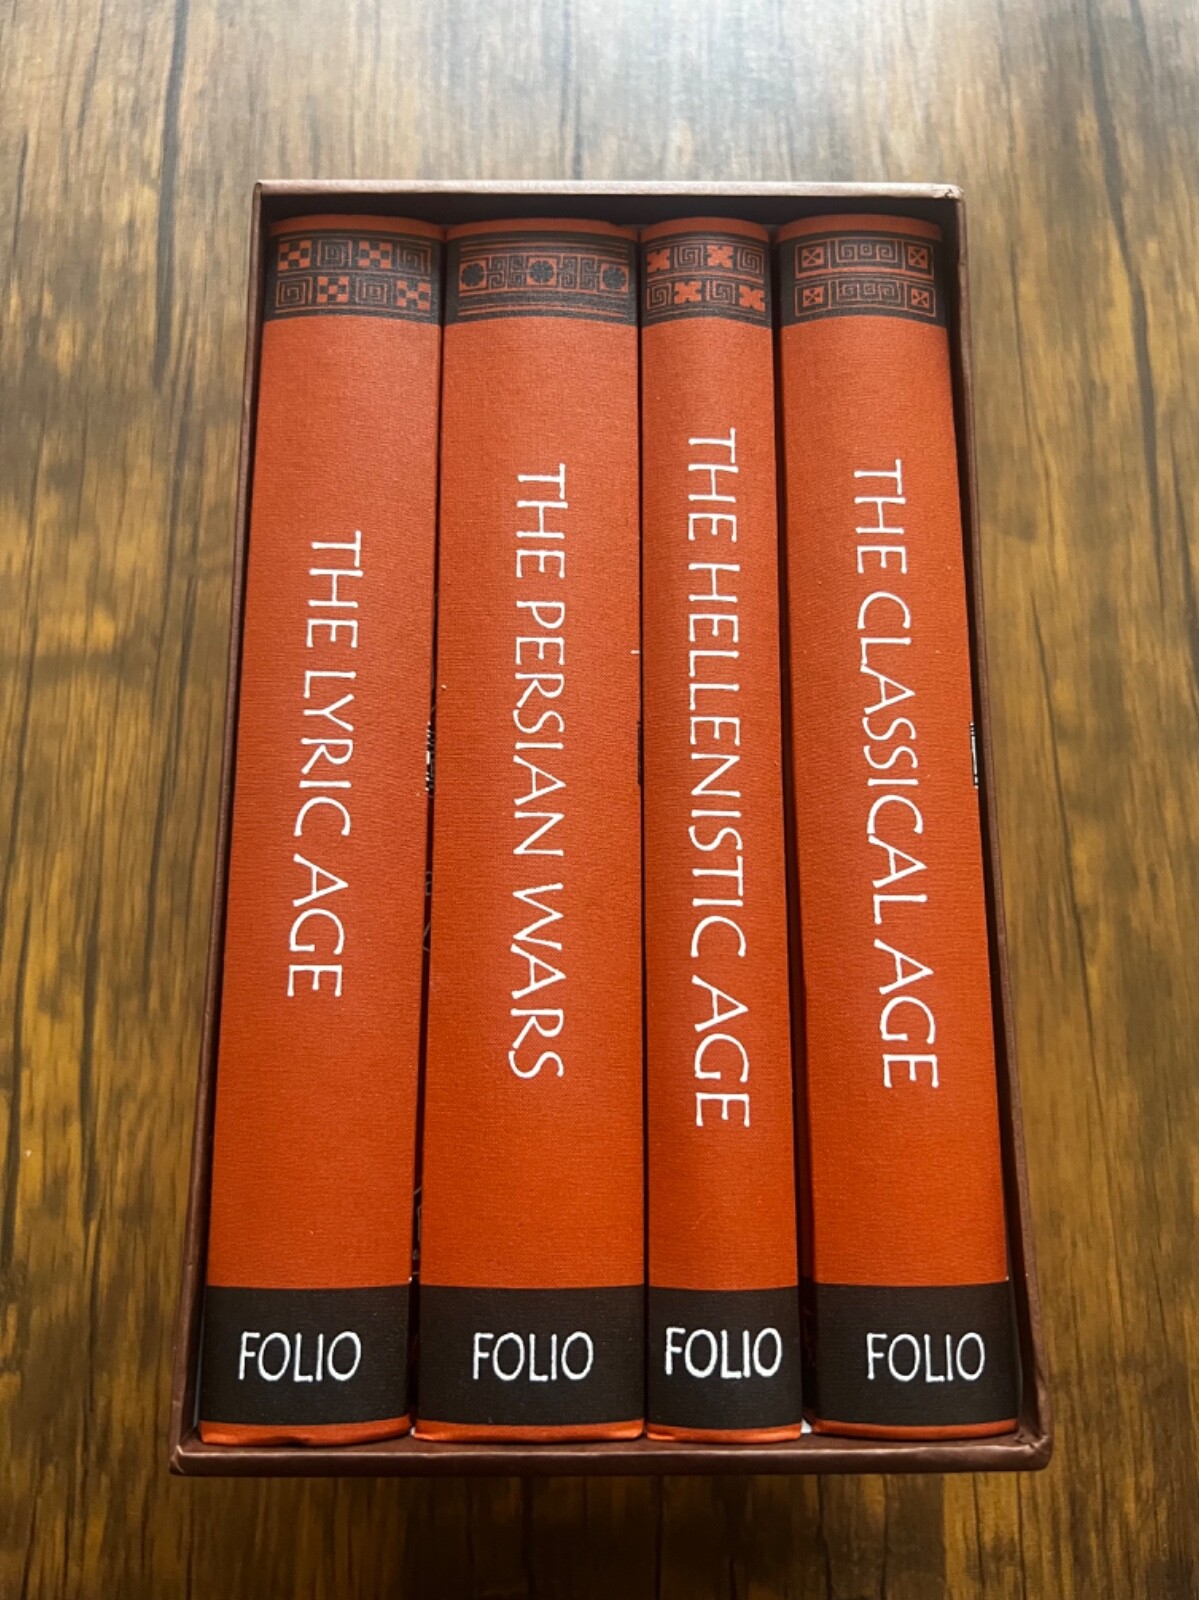 THE LYRIC AGE
FOLIO
THE PERSIAN WARS
FOLIO
THE HELLENISTIC AGE
FOLIO
THE CLASSICAL AGE
FOLIO